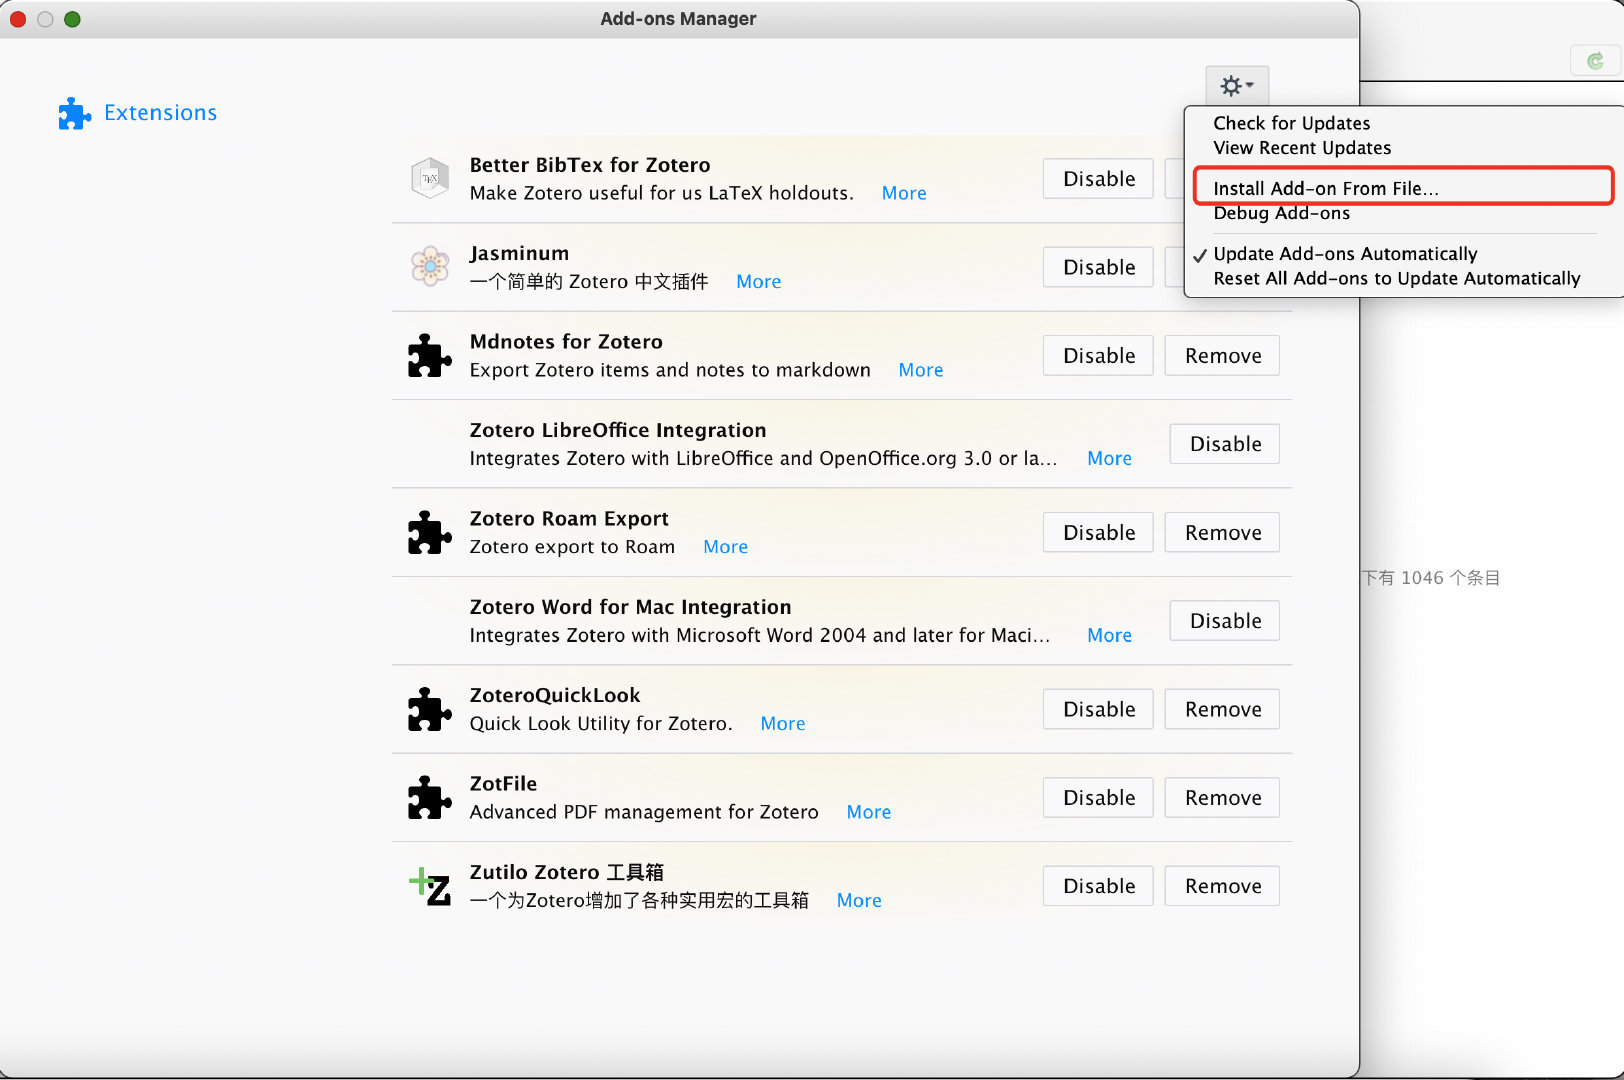 Add-ons Manager
Extensions
Check for Updates
View Recent Updates
Install Add-on From File...
Debug Add-ons
Update Add-ons Automatically
Reset All Add-ons to Update Automatically
Better BibTex for Zotero
Make Zotero useful for us LaTeX holdouts. More
Disable
TEX
Jasminum
一个简单的 Zotero 中文插件 More
Disable
Mdnotes for Zotero
Export Zotero items and notes to markdown More
Disable Remove
Zotero LibreOffice Integration
Integrates Zotero with LibreOffice and OpenOffice.org 3.0 or la... More
Disable
Zotero Roam Export
Zotero export to Roam More
Disable Remove
下有 1046 个条目
Zotero Word for Mac Integration
Integrates Zotero with Microsoft Word 2004 and later for Maci... More
Disable
ZoteroQuickLook
Quick Look Utility for Zotero. More
Disable Remove
ZotFile
Advanced PDF management for Zotero More
Disable Remove
Zutilo Zotero 工具箱
一个为Zotero增加了各种实用宏的工具箱 More
Disable Remove